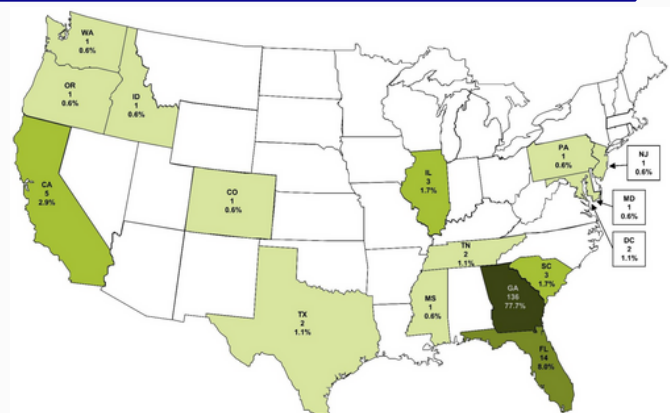 WA
1
0.6%
OR
1
0.6%
ID
1
0.6%
CA
5
2.9%
CO
1
0.6%
TX
2
1.1%
IL
3
1.7%
MS
1
0.6%
TN
2
1.1%
GA
136
77.7%
SC
3
1.7%
FL
14
8.0%
PA
1
0.6%
NJ
1
0.6%
MD
1
0.6%
DC
2
1.1%